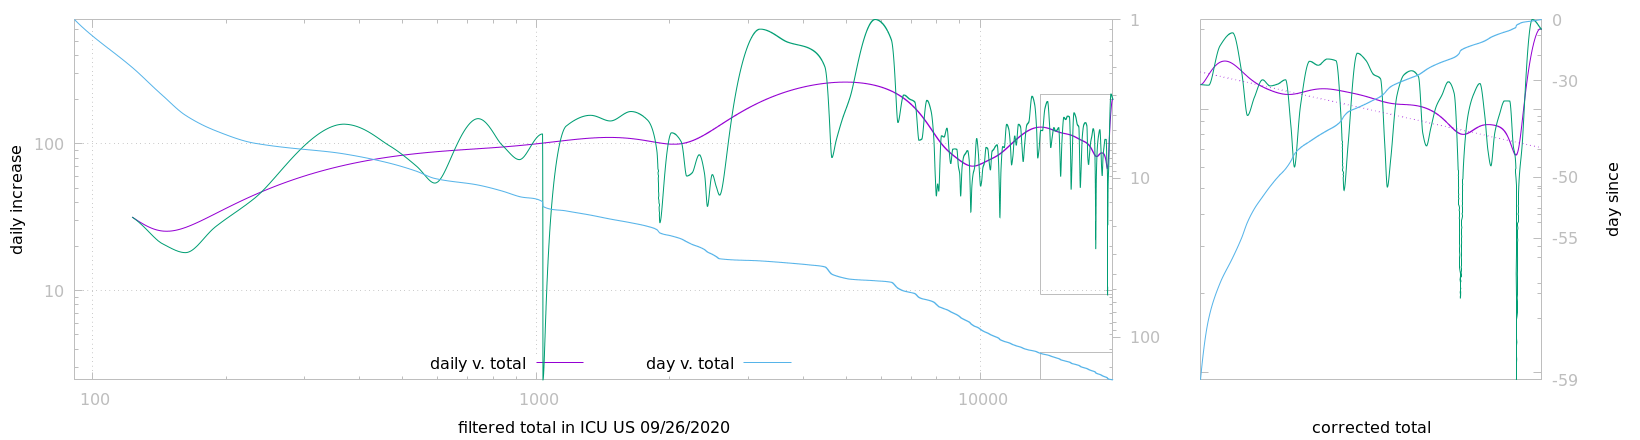 daily increase
100
10
daily v. total
day v. total
100
1000
10000
filtered total in ICU US 09/26/2020
1
10
100
0
-30
-50
-55
-59
day since
corrected total